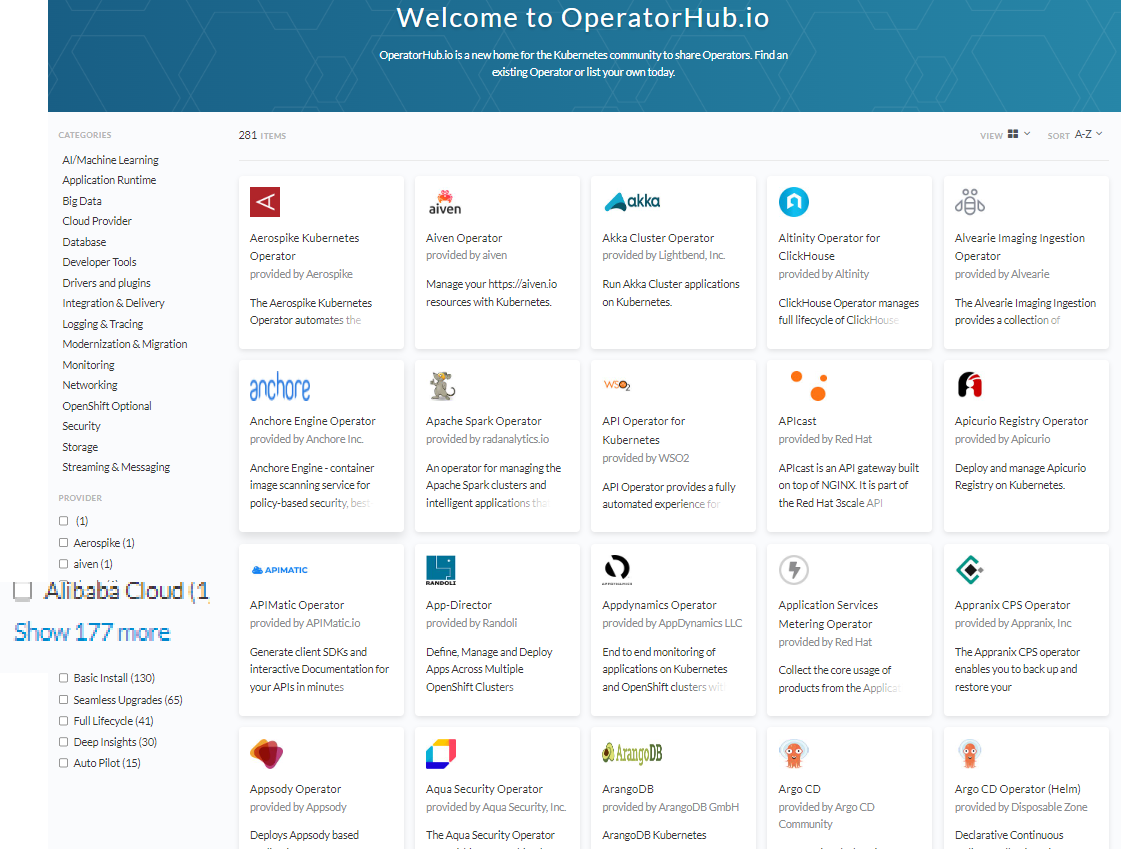 Welcome to OperatorHub.io
OperatorHub.io is a new home for the Kubernetes community to share Operators. Find an
existing Operator or list your own today.
CATEGORIES
AI/Machine Learning
Application Runtime
Big Data
Cloud Provider
Database
Developer Tools
Drivers and plugins
Integration & Delivery
Logging & Tracing
Modernization & Migration
Monitoring
Networking
OpenShift Optional
Security
Storage
Streaming & Messaging
PROVIDER
(1)
Aerospike (1)
aiven (1)
Alibaba Cloud (1
Show 177 more
Basic Install (130)
Seamless Upgrades (65)
Full Lifecycle (41)
Deep Insights (30)
Auto Pilot (15)
281 ITEMS
VIEW
SORT A-Z
Aerospike Kubernetes
Operator
provided by Aerospike
The Aerospike Kubernetes
Operator automates the
aiven
Aiven Operator
provided by aiven
Manage your https://aiven.io
resources with Kubernetes.
akka
Akka Cluster Operator
provided by Lightbend, Inc.
Run Akka Cluster applications
on Kubernetes.
Altinity Operator for
ClickHouse
provided by Altinity
ClickHouse Operator manages
full lifecycle of ClickHouse
Alvearie Imaging Ingestion
Operator
provided by Alvearie
The Alvearie Imaging Ingestion
provides a collection of
anchore
Anchore Engine Operator
provided by Anchore Inc.
Anchore Engine - container
image scanning service for
policy-based security, best
Apache Spark Operator
provided by radanalytics.io
An operator for managing the
Apache Spark clusters and
intelligent applications that
WSO2
API Operator for
Kubernetes
provided by WSO2
API Operator provides a fully
automated experience for
APIcast
provided by Red Hat
APIcast is an API gateway built
on top of NGINX. It is part of
the Red Hat 3scale API
Apicurio Registry Operator
provided by Apicurio
Deploy and manage Apicurio
Registry on Kubernetes.
APIMATIC
APIMatic Operator
provided by APIMatic.io
Generate client SDKs and
interactive Documentation for
your APIs in minutes
RANDOLI
App-Director
provided by Randoli
Define, Manage and Deploy
Apps Across Multiple
OpenShift Clusters
APPDYNAMICS
Appdynamics Operator
provided by AppDynamics LLC
End to end monitoring of
applications on Kubernetes
and OpenShift clusters with
Application Services
Metering Operator
provided by Red Hat
Collect the core usage of
products from the Applicat
Appranix CPS Operator
provided by Appranix, Inc
The Appranix CPS operator
enables you to back up and
restore your
Appsody Operator
provided by Appsody
Deploys Appsody based
Aqua Security Operator
provided by Aqua Security, Inc.
The Aqua Security Operator
ArangoDB
ArangoDB
provided by ArangoDB GmbH
ArangoDB Kubernetes
Argo CD
provided by Argo CD
Community
Argo CD Operator (Helm)
provided by Disposable Zone
Declarative Continuous